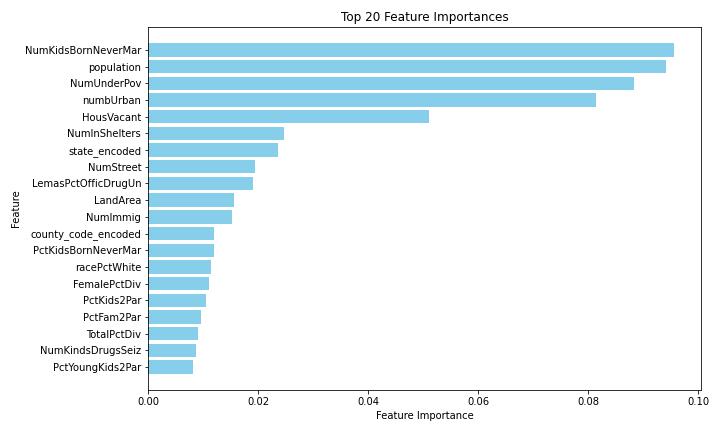 Top 20 Feature Importances
NumKidsBornNeverMar
population
NumUnderPov
numbUrban
HousVacant
NumInShelters
state_encoded
NumStreet
LemasPctOfficDrugUn
LandArea
NumImmig
county_code_encoded
PctKidsBornNeverMar
racePctWhite
FemalePctDiv
PctKids2Par
PctFam2Par
TotalPctDiv
NumKindsDrugsSeiz
PctYoungKids2Par
Feature
0.00 0.02 0.04 0.06 0.08 0.10
Feature Importance